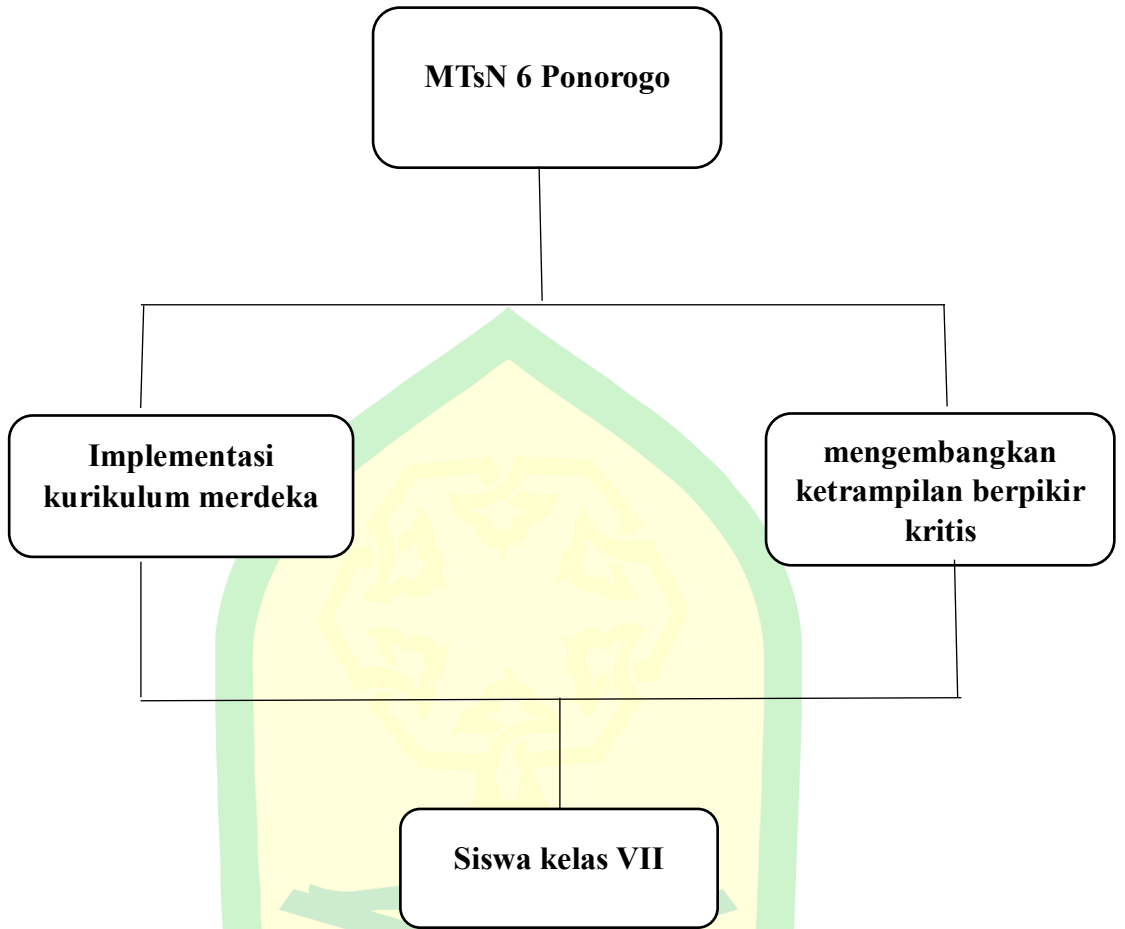 MTsN 6 Ponorogo
Implementasi
kurikulum merdeka
mengembangkan
ketrampilan berpikir
kritis
Siswa kelas VII